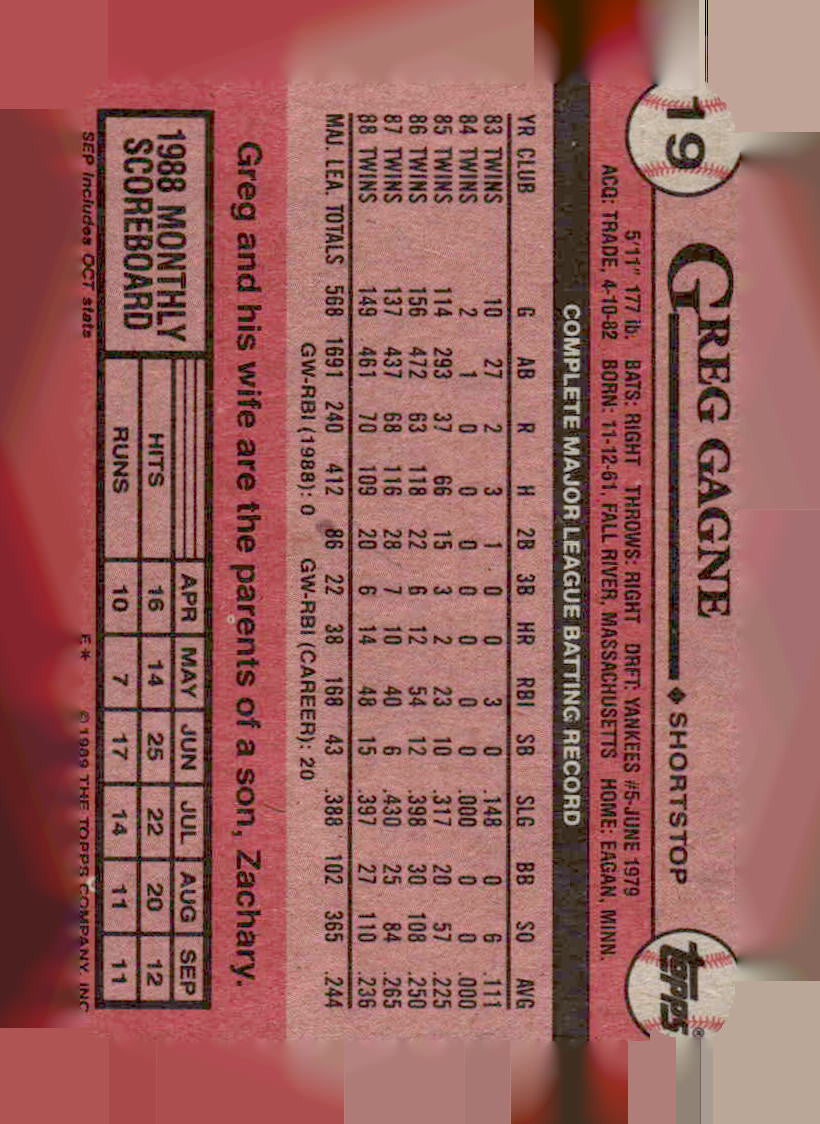 19
GREG GAGNE ◆ SHORTSTOP
topps®
5'11" 177 lb. BATS: RIGHT THROWS: RIGHT DRFT: YANKEES #5-JUNE 1979
ACQ: TRADE, 4-10-82 BORN: 11-12-61, FALL RIVER, MASSACHUSETTS HOME: EAGAN, MINN.
COMPLETE MAJOR LEAGUE BATTING RECORD
YR CLUB G AB R H 2B 3B HR RBI SB SLG BB SO AVG
83 TWINS 10 27 2 3 1 0 0 3 0 .148 0 6 .111
84 TWINS 2 1 0 0 0 0 0 0 0 .000 0 0 .000
85 TWINS 114 293 37 66 15 3 2 23 10 .317 20 57 .225
86 TWINS 156 472 63 118 22 6 12 54 12 .398 30 108 .250
87 TWINS 137 437 68 116 28 7 10 40 6 .430 25 84 .265
88 TWINS 149 461 70 109 20 6 14 48 15 .397 27 110 .236
MAJ. LEA. TOTALS 568 1691 240 412 86 22 38 168 43 .388 102 365 .244
GW-RBI (1988): 0 GW-RBI (CAREER): 20
Greg and his wife are the parents of a son, Zachary.
1988 MONTHLY
SCOREBOARD
APR MAY JUN JUL AUG SEP
HITS 16 14 25 22 20 12
RUNS 10 7 17 14 11 11
SEP includes OCT stats E* © 1989 THE TOPPS COMPANY, INC